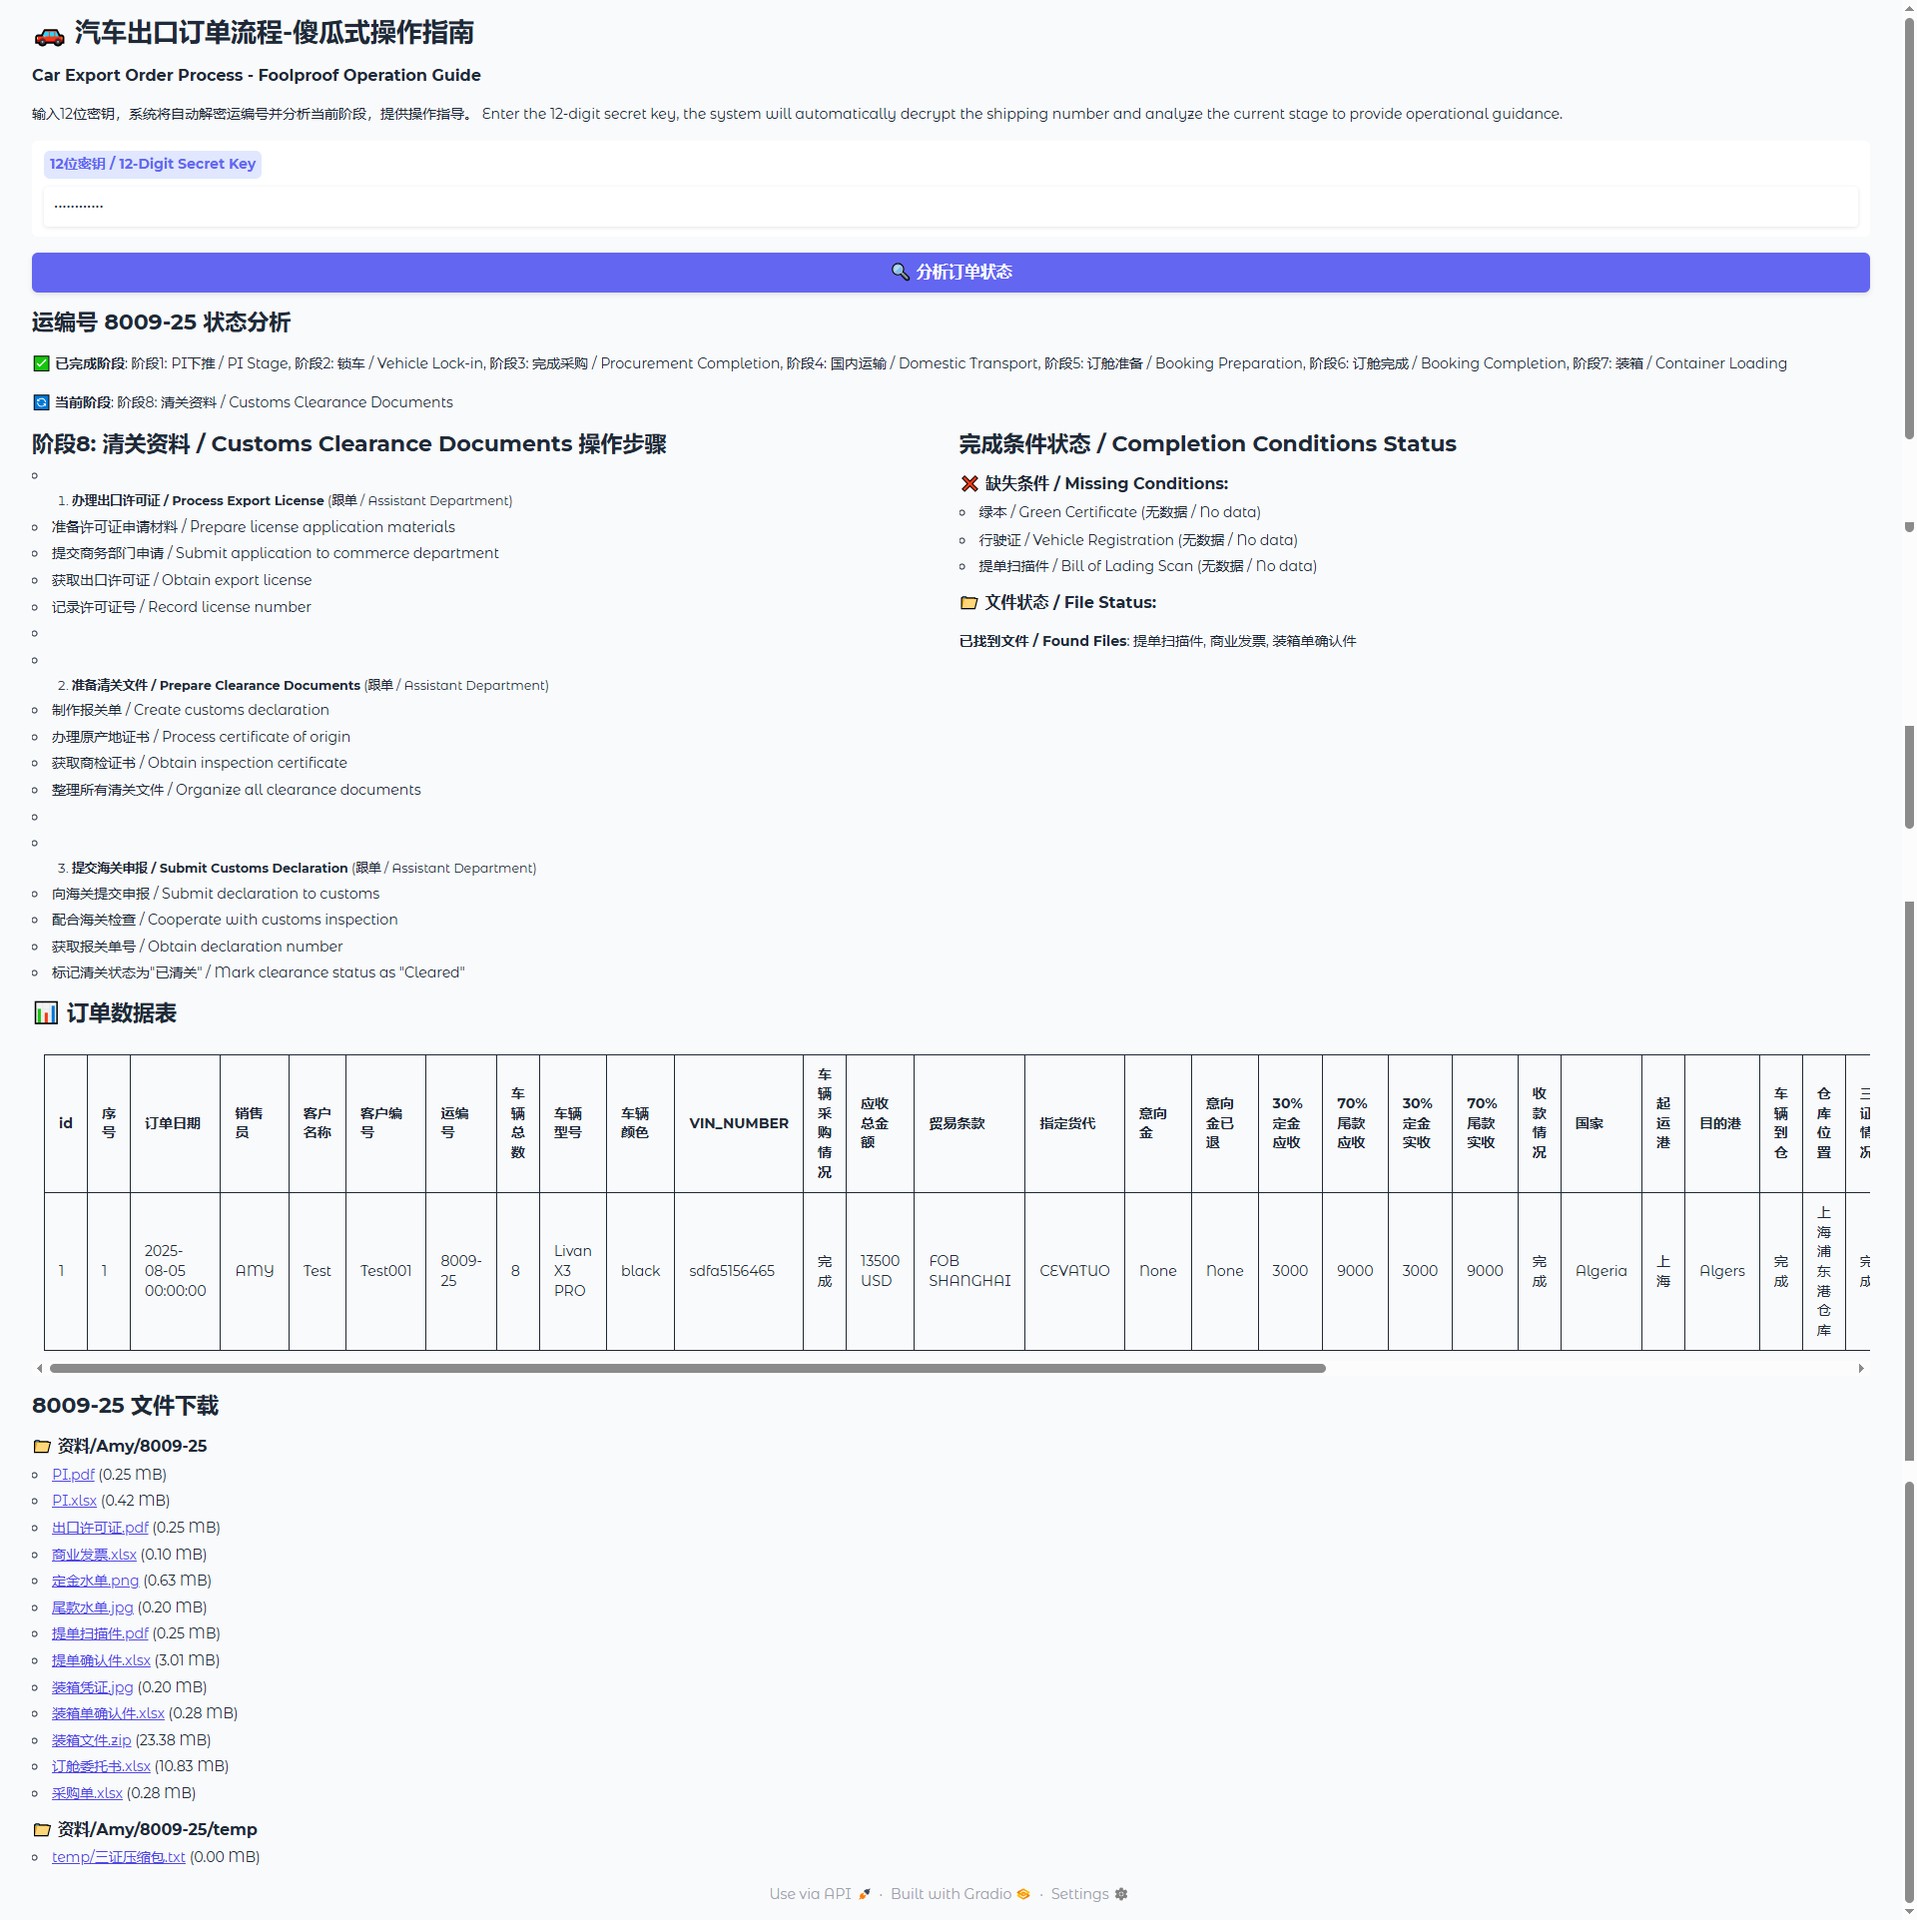 🚗 汽车出口订单流程-傻瓜式操作指南
Car Export Order Process - Foolproof Operation Guide
输入12位密钥，系统将自动解密运编号并分析当前阶段，提供操作指导。 Enter the 12-digit secret key, the system will automatically decrypt the shipping number and analyze the current stage to provide operational guidance.
12位密钥 / 12-Digit Secret Key
............
🔍 分析订单状态
运编号 8009-25 状态分析
✅ 已完成阶段: 阶段1: PI下推 / PI Stage, 阶段2: 锁车 / Vehicle Lock-in, 阶段3: 完成采购 / Procurement Completion, 阶段4: 国内运输 / Domestic Transport, 阶段5: 订舱准备 / Booking Preparation, 阶段6: 订舱完成 / Booking Completion, 阶段7: 装箱 / Container Loading
🔄 当前阶段: 阶段8: 清关资料 / Customs Clearance Documents
阶段8: 清关资料 / Customs Clearance Documents 操作步骤
1. 办理出口许可证 / Process Export License (跟单 / Assistant Department)
准备许可证申请材料 / Prepare license application materials
提交商务部门申请 / Submit application to commerce department
获取出口许可证 / Obtain export license
记录许可证号 / Record license number
2. 准备清关文件 / Prepare Clearance Documents (跟单 / Assistant Department)
制作报关单 / Create customs declaration
办理原产地证书 / Process certificate of origin
获取商检证书 / Obtain inspection certificate
整理所有清关文件 / Organize all clearance documents
3. 提交海关申报 / Submit Customs Declaration (跟单 / Assistant Department)
向海关提交申报 / Submit declaration to customs
配合海关检查 / Cooperate with customs inspection
获取报关单号 / Obtain declaration number
标记清关状态为"已清关" / Mark clearance status as "Cleared"
完成条件状态 / Completion Conditions Status
❌ 缺失条件 / Missing Conditions:
绿本 / Green Certificate (无数据 / No data)
行驶证 / Vehicle Registration (无数据 / No data)
提单扫描件 / Bill of Lading Scan (无数据 / No data)
📁 文件状态 / File Status:
已找到文件 / Found Files: 提单扫描件, 商业发票, 装箱单确认件
📊 订单数据表
id 序号 订单日期 销售员 客户名称 客户编号 运编号 车辆总数 车辆型号 车辆颜色 VIN_NUMBER 车辆采购情况 应收总金额 贸易条款 指定货代 意向金 意向金已退 30%定金应收 70%尾款应收 30%定金实收 70%尾款实收 收款情况 国家 起运港 目的港 车辆到仓 仓库位置 三证情况
1 1 2025-08-05 00:00:00 AMY Test Test001 8009-25 8 Livan X3 PRO black sdfa5156465 完成 13500 USD FOB SHANGHAI CEVATUO None None 3000 9000 3000 9000 完成 Algeria 上海 Algers 完成 上海浦东港仓库 完成
8009-25 文件下载
📁 资料/Amy/8009-25
PI.pdf (0.25 MB)
PI.xlsx (0.42 MB)
出口许可证.pdf (0.25 MB)
商业发票.xlsx (0.10 MB)
定金水单.png (0.63 MB)
尾款水单.jpg (0.20 MB)
提单扫描件.pdf (0.25 MB)
提单确认件.xlsx (3.01 MB)
装箱凭证.jpg (0.20 MB)
装箱单确认件.xlsx (0.28 MB)
装箱文件.zip (23.38 MB)
订舱委托书.xlsx (10.83 MB)
采购单.xlsx (0.28 MB)
📁 资料/Amy/8009-25/temp
temp/三证压缩包.txt (0.00 MB)
Use via API 🚀 · Built with Gradio · Settings ⚙